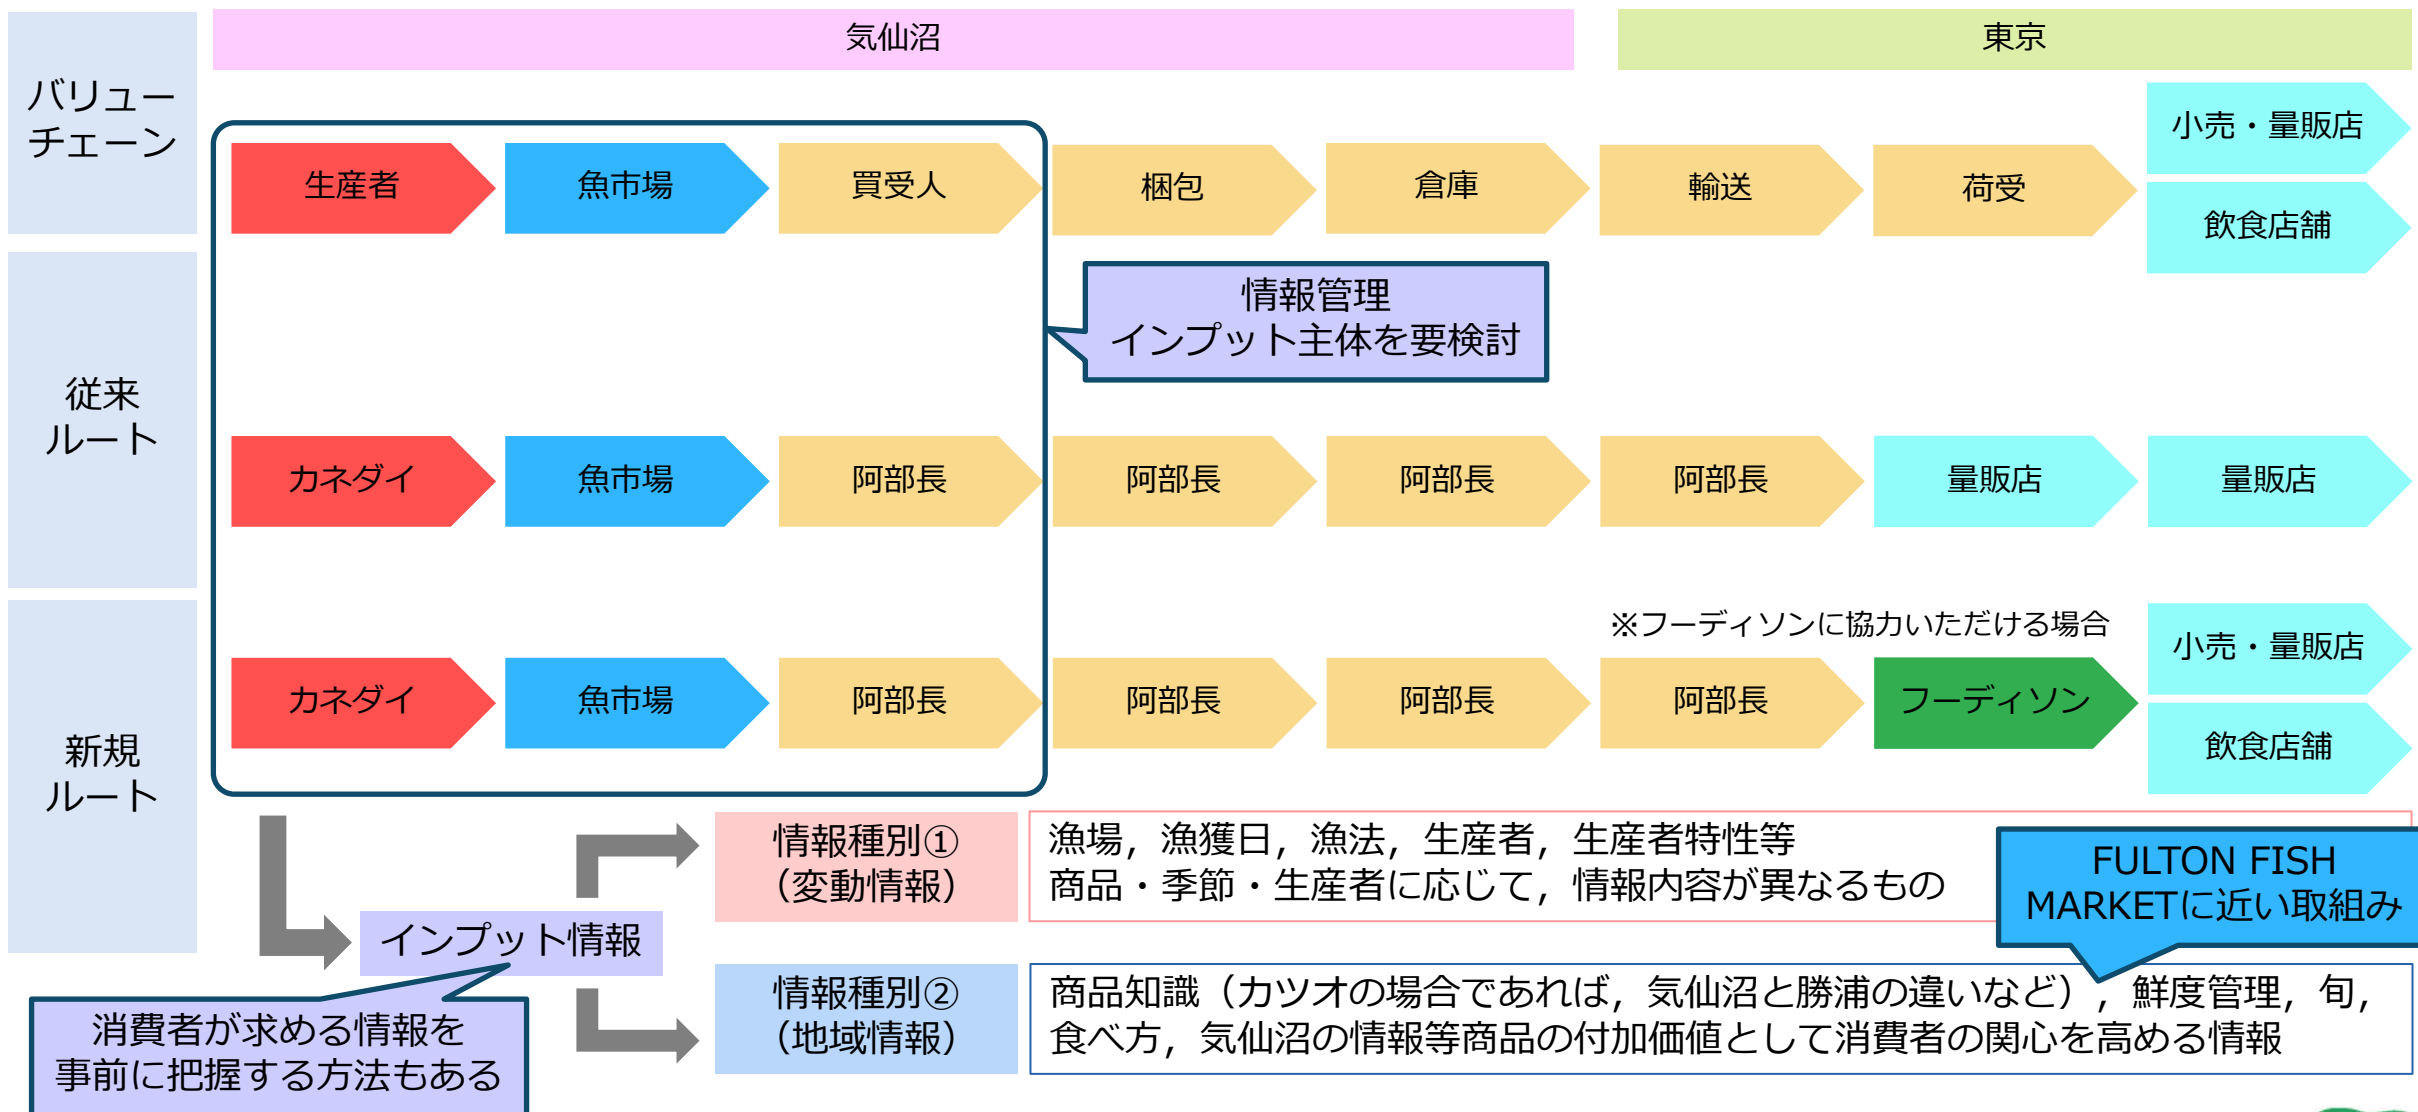 気仙沼
東京
バリュー
チェーン
生産者
魚市場
買受人
梱包
倉庫
輸送
荷受
小売・量販店
飲食店舗
情報管理
インプット主体を要検討
従来
ルート
カネダイ
魚市場
阿部長
阿部長
阿部長
阿部長
量販店
量販店
※フーディソンに協力いただける場合
新規
ルート
カネダイ
魚市場
阿部長
阿部長
阿部長
阿部長
フーディソン
小売・量販店
飲食店舗
情報種別①
（変動情報）
漁場，漁獲日，漁法，生産者，生産者特性等
商品・季節・生産者に応じて，情報内容が異なるもの
FULTON FISH
MARKETに近い取組み
インプット情報
情報種別②
（地域情報）
商品知識（カツオの場合であれば，気仙沼と勝浦の違いなど），鮮度管理，旬，
食べ方，気仙沼の情報等商品の付加価値として消費者の関心を高める情報
消費者が求める情報を
事前に把握する方法もある